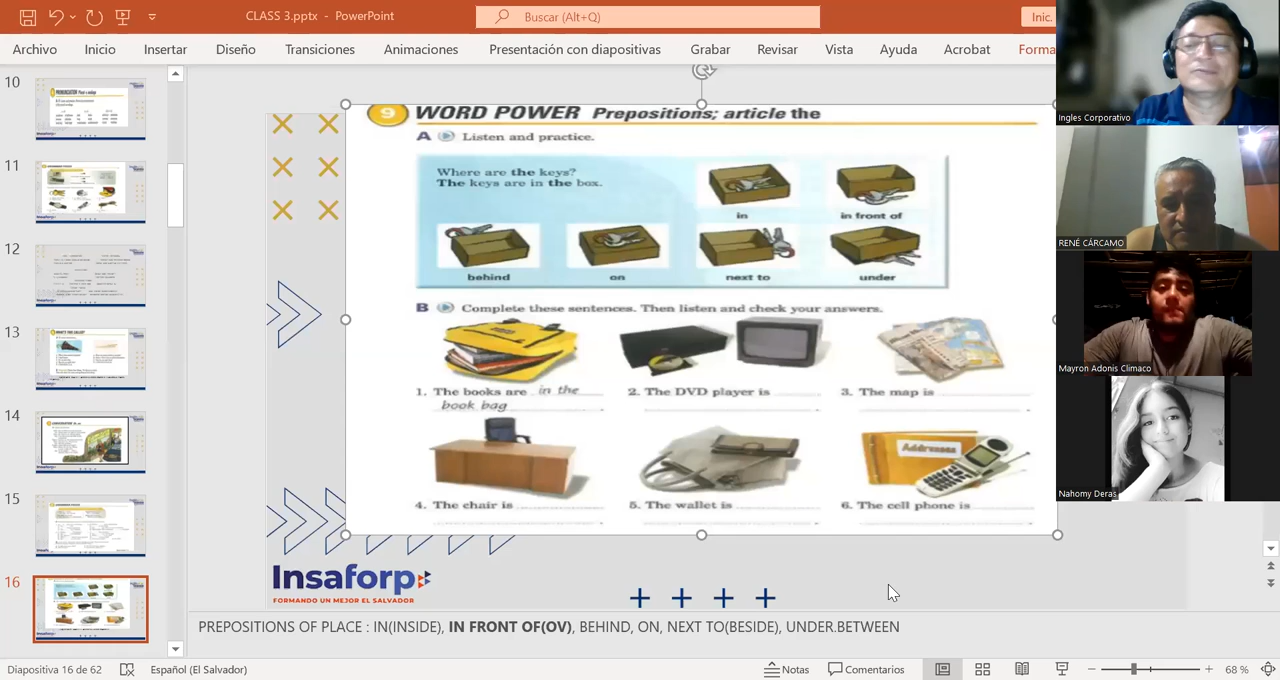 CLASS 3.pptx - PowerPoint
Buscar (Alt+Q)
Inic.
Archivo Inicio Insertar Diseño Transiciones Animaciones Presentación con diapositivas Grabar Revisar Vista Ayuda Acrobat Forma
Ingles Corporativo
RENÉ CÁRCAMO
Mayron Adonis Climaco
Nahomy Deras
10
11
12
13
14
15
16
9 WORD POWER Prepositions; article the
A Listen and practice.
Where are the keys?
The keys are in the box.
in
in front of
behind
on
next to
under
B Complete these sentences. Then listen and check your answers.
1. The books are in the
book bag
2. The DVD player is
3. The map is
Addresses
4. The chair is
5. The wallet is
6. The cell phone is
Insaforp
FORMANDO UN MEJOR EL SALVADOR
PREPOSITIONS OF PLACE : IN(INSIDE), IN FRONT OF(OV), BEHIND, ON, NEXT TO(BESIDE), UNDER.BETWEEN
Diapositiva 16 de 62
Español (El Salvador)
Notas
Comentarios
68 %